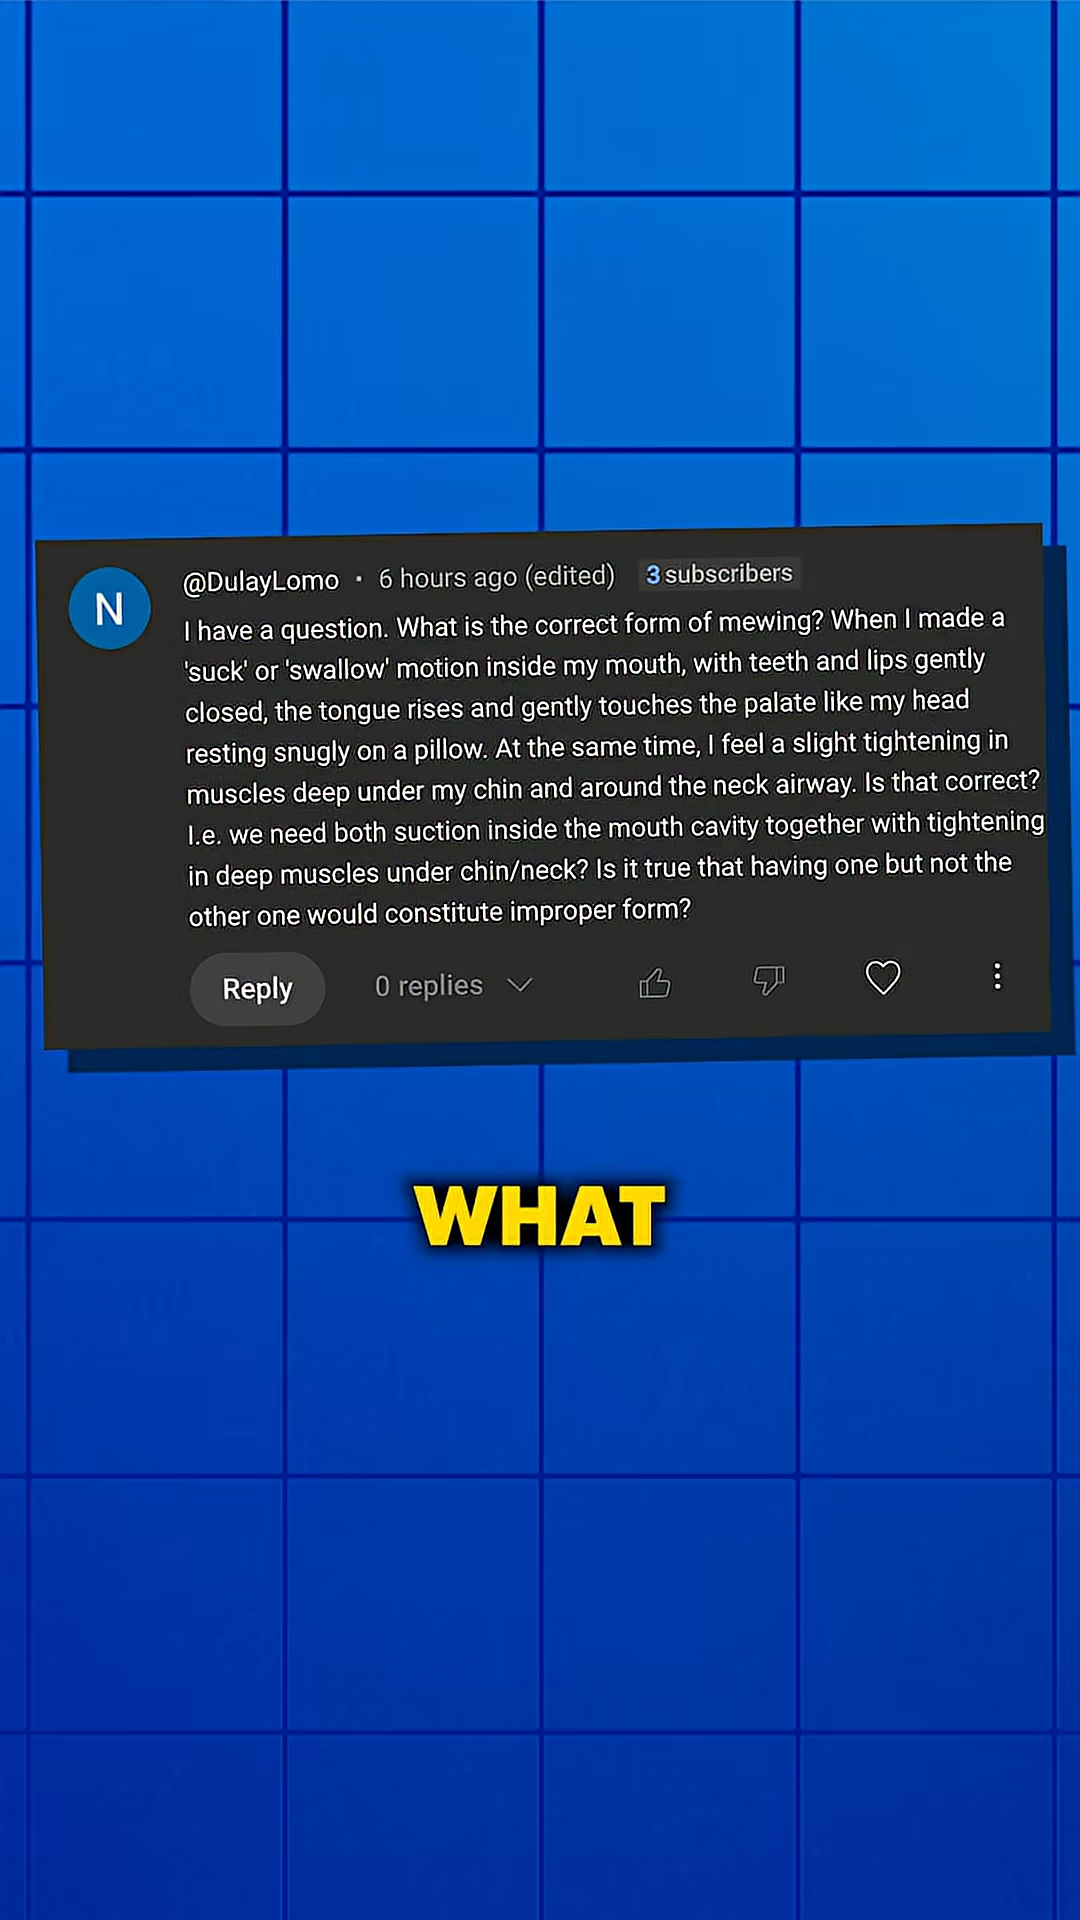 N
@DulayLomo • 6 hours ago (edited) 3 subscribers
I have a question. What is the correct form of mewing? When I made a
'suck' or 'swallow' motion inside my mouth, with teeth and lips gently
closed, the tongue rises and gently touches the palate like my head
resting snugly on a pillow. At the same time, I feel a slight tightening in
muscles deep under my chin and around the neck airway. Is that correct?
I.e. we need both suction inside the mouth cavity together with tightening
in deep muscles under chin/neck? Is it true that having one but not the
other one would constitute improper form?
Reply 0 replies
WHAT